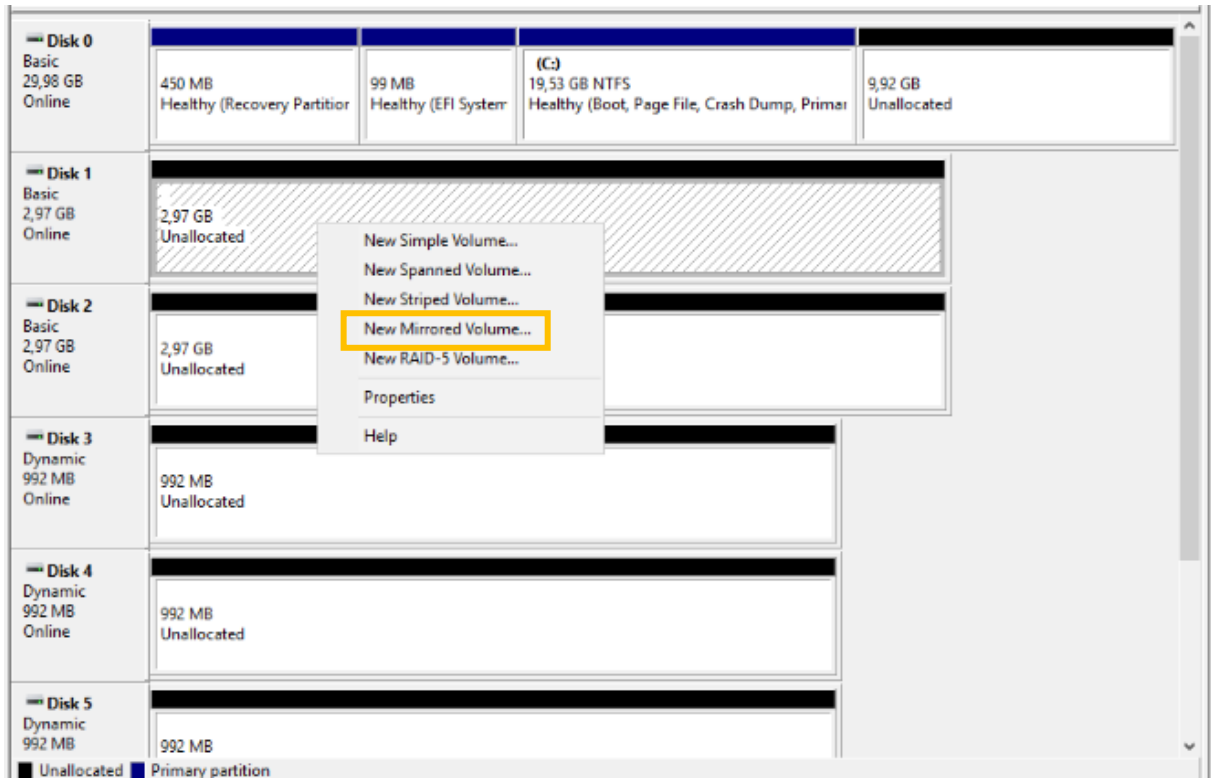 Disk 0
Basic
29,98 GB
Online
450 MB
Healthy (Recovery Partition
99 MB
Healthy (EFI System
(C:)
19,53 GB NTFS
Healthy (Boot, Page File, Crash Dump, Primar
9,92 GB
Unallocated
Disk 1
Basic
2,97 GB
Online
2,97 GB
Unallocated
New Simple Volume...
New Spanned Volume...
New Striped Volume...
New Mirrored Volume...
New RAID-5 Volume...
Properties
Help
Disk 2
Basic
2,97 GB
Online
2,97 GB
Unallocated
Disk 3
Dynamic
992 MB
Online
992 MB
Unallocated
Disk 4
Dynamic
992 MB
Online
992 MB
Unallocated
Disk 5
Dynamic
992 MB
992 MB
Unallocated Primary partition